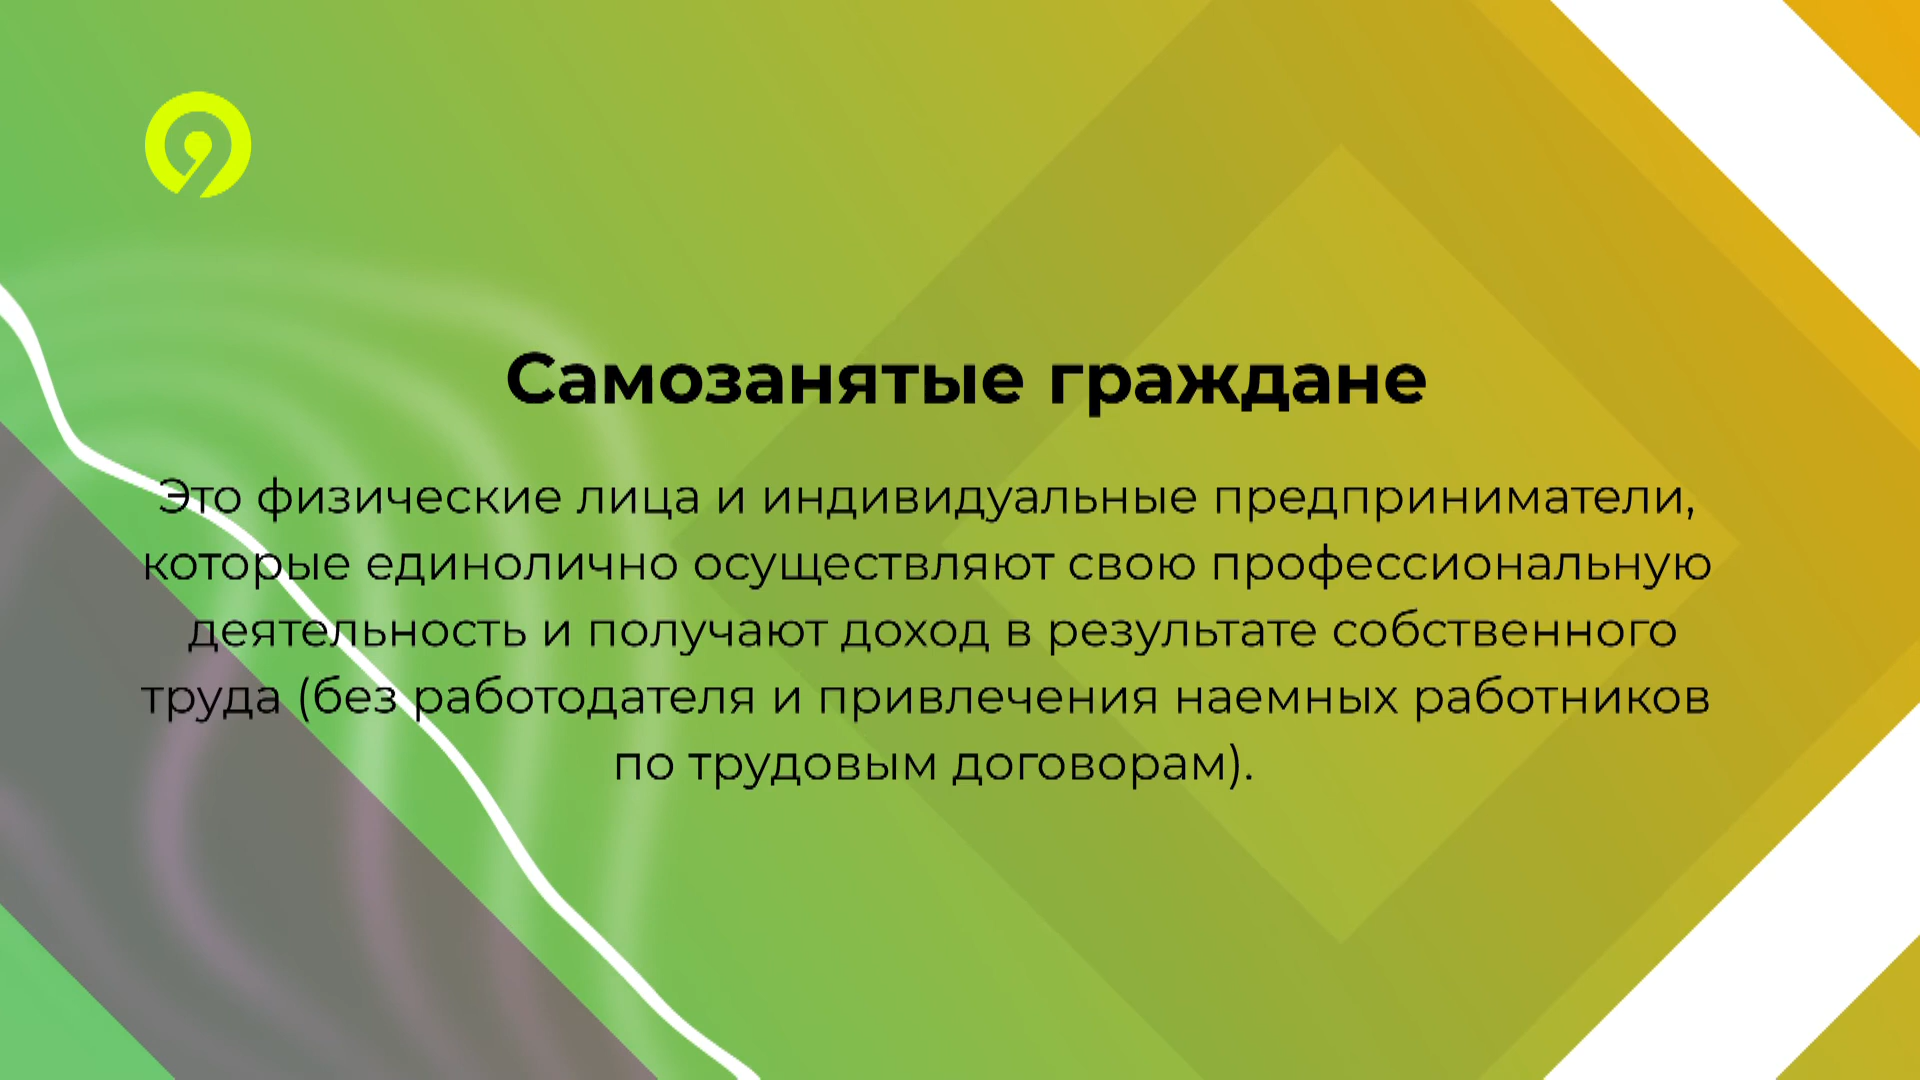 Самозанятые граждане
Это физические лица и индивидуальные предприниматели,
которые единолично осуществляют свою профессиональную
деятельность и получают доход в результате собственного
труда (без работодателя и привлечения наемных работников
по трудовым договорам).